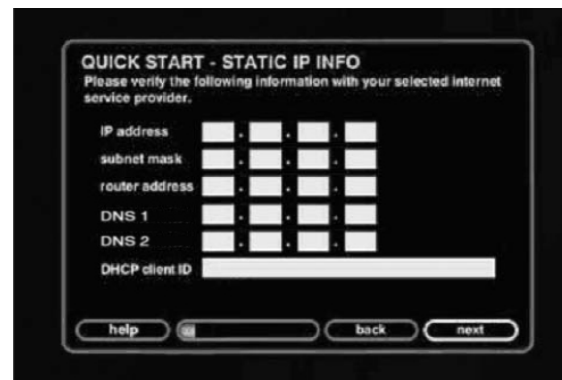 QUICK START - STATIC IP INFO
Please verify the following information with your selected internet
service provider.
IP address . . .
subnet mask . . .
router address . . .
DNS 1 . . .
DNS 2 . . .
DHCP client ID
help back next